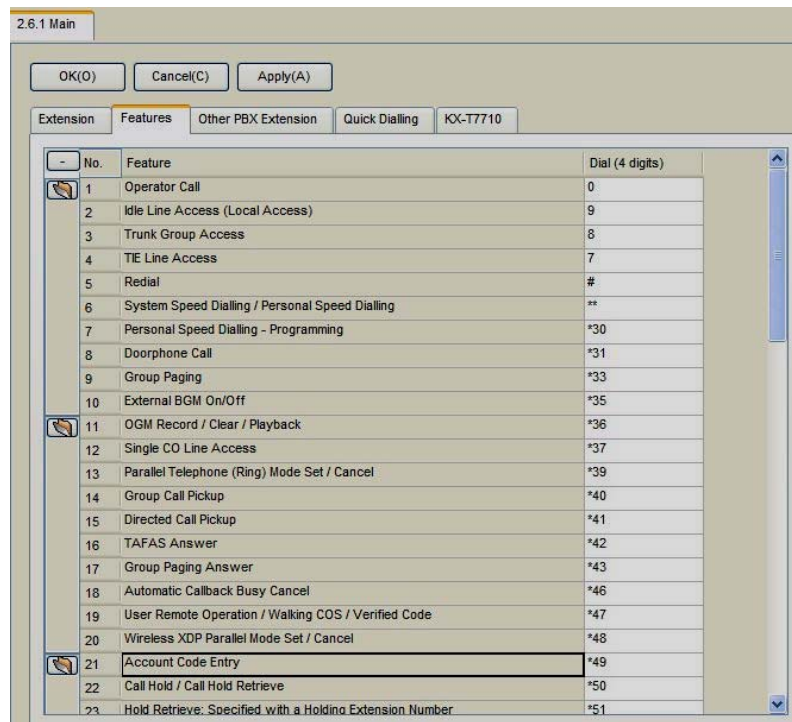 2.6.1 Main
OK(O) Cancel(C) Apply(A)
Extension Features Other PBX Extension Quick Dialling KX-T7710
- No. Feature Dial (4 digits)
1 Operator Call 0
2 Idle Line Access (Local Access) 9
3 Trunk Group Access 8
4 TIE Line Access 7
5 Redial #
6 System Speed Dialling / Personal Speed Dialling **
7 Personal Speed Dialling - Programming *30
8 Doorphone Call *31
9 Group Paging *33
10 External BGM On/Off *35
11 OGM Record / Clear / Playback *36
12 Single CO Line Access *37
13 Parallel Telephone (Ring) Mode Set / Cancel *39
14 Group Call Pickup *40
15 Directed Call Pickup *41
16 TAFAS Answer *42
17 Group Paging Answer *43
18 Automatic Callback Busy Cancel *46
19 User Remote Operation / Walking COS / Verified Code *47
20 Wireless XDP Parallel Mode Set / Cancel *48
21 Account Code Entry *49
22 Call Hold / Call Hold Retrieve *50
23 Hold Retrieve: Specified with a Holding Extension Number *51